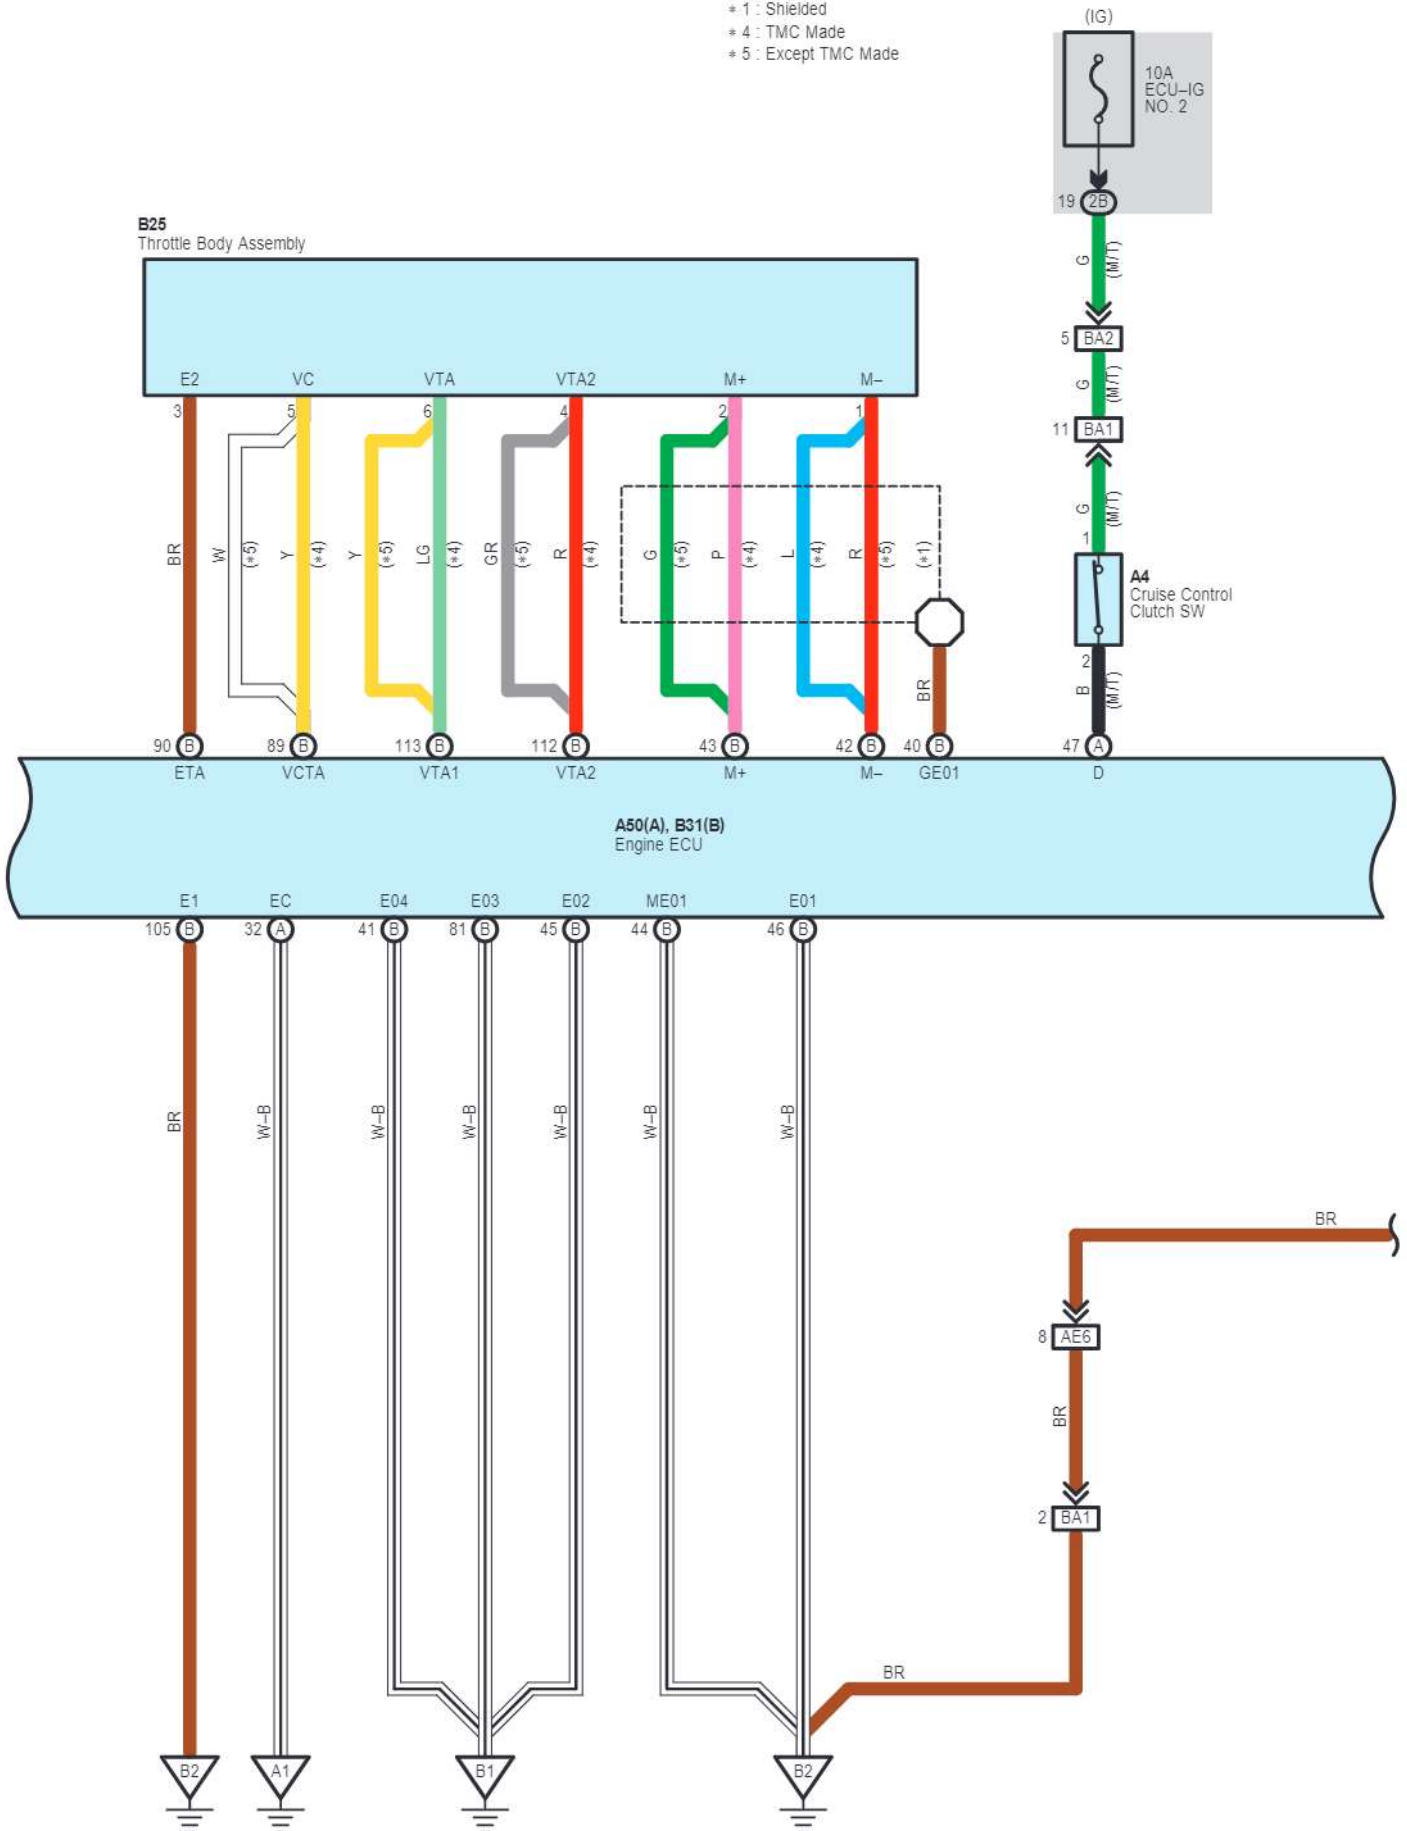 * 1 : Shielded
* 4 : TMC Made
* 5 : Except TMC Made
(IG)
10A
ECU–IG
NO. 2
19 2B
G
(M/T)
5 BA2
G
(M/T)
11 BA1
G
(M/T)
1
A4
Cruise Control
Clutch SW
2
B
(M/T)
B25
Throttle Body Assembly
E2 VC VTA VTA2 M+ M–
3 5 6 4 2 1
BR W (*5) Y (*4) Y (*5) LG (*4) GR (*5) R (*4) G (*5) P (*4) L (*4) R (*5) (*1)
BR
90 B 89 B 113 B 112 B 43 B 42 B 40 B 47 A
ETA VCTA VTA1 VTA2 M+ M– GE01 D
A50(A), B31(B)
Engine ECU
E1 EC E04 E03 E02 ME01 E01
105 B 32 A 41 B 81 B 45 B 44 B 46 B
BR W–B W–B W–B W–B W–B W–B
BR
8 AE6
BR
2 BA1
BR
B2 A1 B1 B2